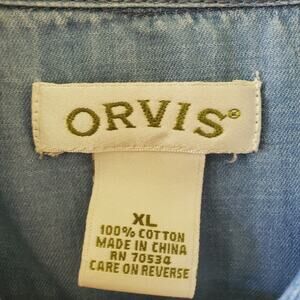 ORVIS®
XL
100% COTTON
MADE IN CHINA
RN 70534
CARE ON REVERSE